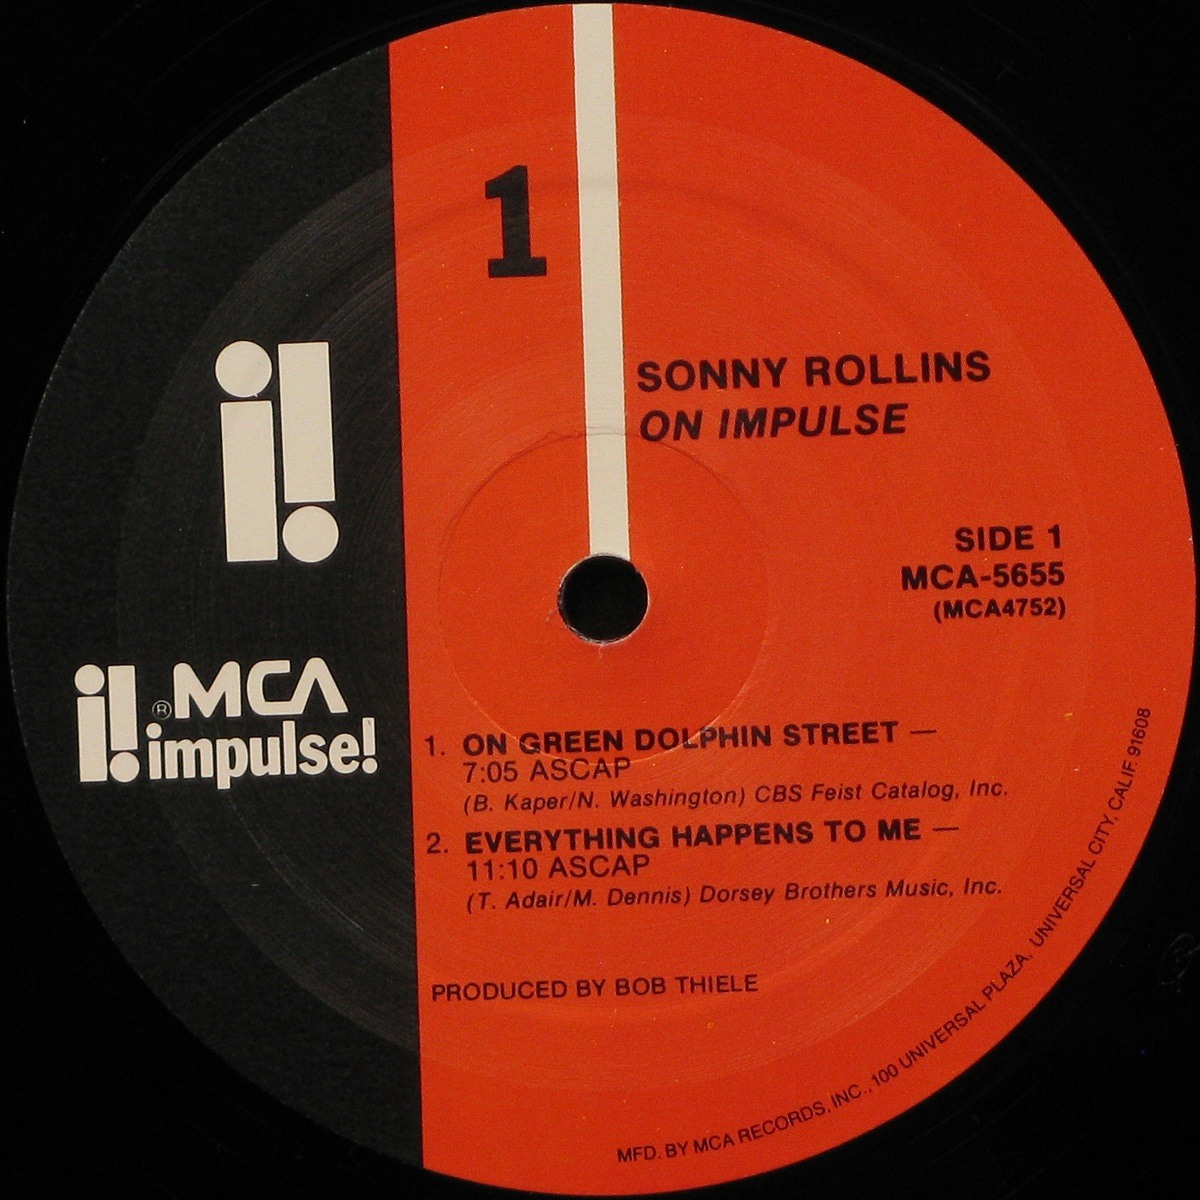 1
SONNY ROLLINS
ON IMPULSE
i!
SIDE 1
MCA-5655
(MCA4752)
i! ® MCA
impulse!
1. ON GREEN DOLPHIN STREET —
7:05 ASCAP
(B. Kaper/N. Washington) CBS Feist Catalog, Inc.
2. EVERYTHING HAPPENS TO ME —
11:10 ASCAP
(T. Adair/M. Dennis) Dorsey Brothers Music, Inc.
PRODUCED BY BOB THIELE
MFD. BY MCA RECORDS, INC., 100 UNIVERSAL PLAZA, UNIVERSAL CITY, CALIF. 91608